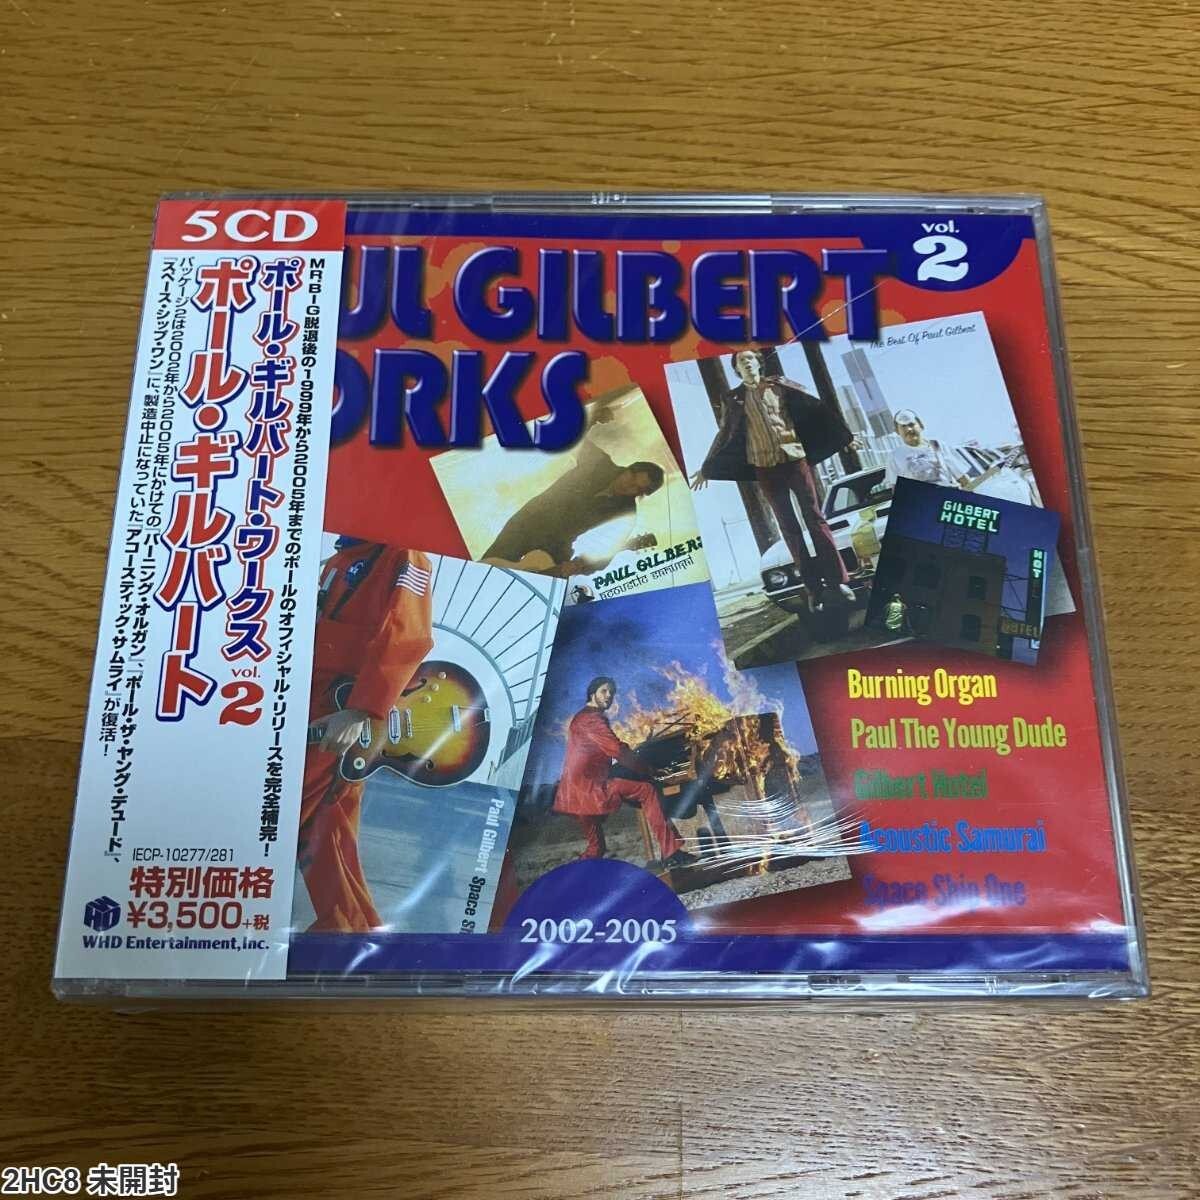 5CD
ポール・ギルバート・ワークス vol.2
ポール・ギルバート
MR.BIG脱退後の1999年から2005年までのポールのオフィシャル・リリースを完全補完!
パッケージ2は2002年から2005年にかけての『バーニング・オルガン』、『ポール・ザ・ヤング・デュード』、
『スペース・シップ・ワン』に、製造中止になっていた『アコースティック・サムライ』が復活!
IECP-10277/281
特別価格
¥3,500+税
WHD Entertainment, Inc.
UL GILBERT
ORKS
vol.
2
The Best Of Paul Gilbert
GILBERT
HOTEL
HOT
HOTEL
PAUL GILBERT
acoustic samurai
Paul Gilbert Space Sh
Burning Organ
Paul The Young Dude
Gilbert Hotel
Acoustic Samurai
Space Ship One
2002-2005
2HC8 未開封